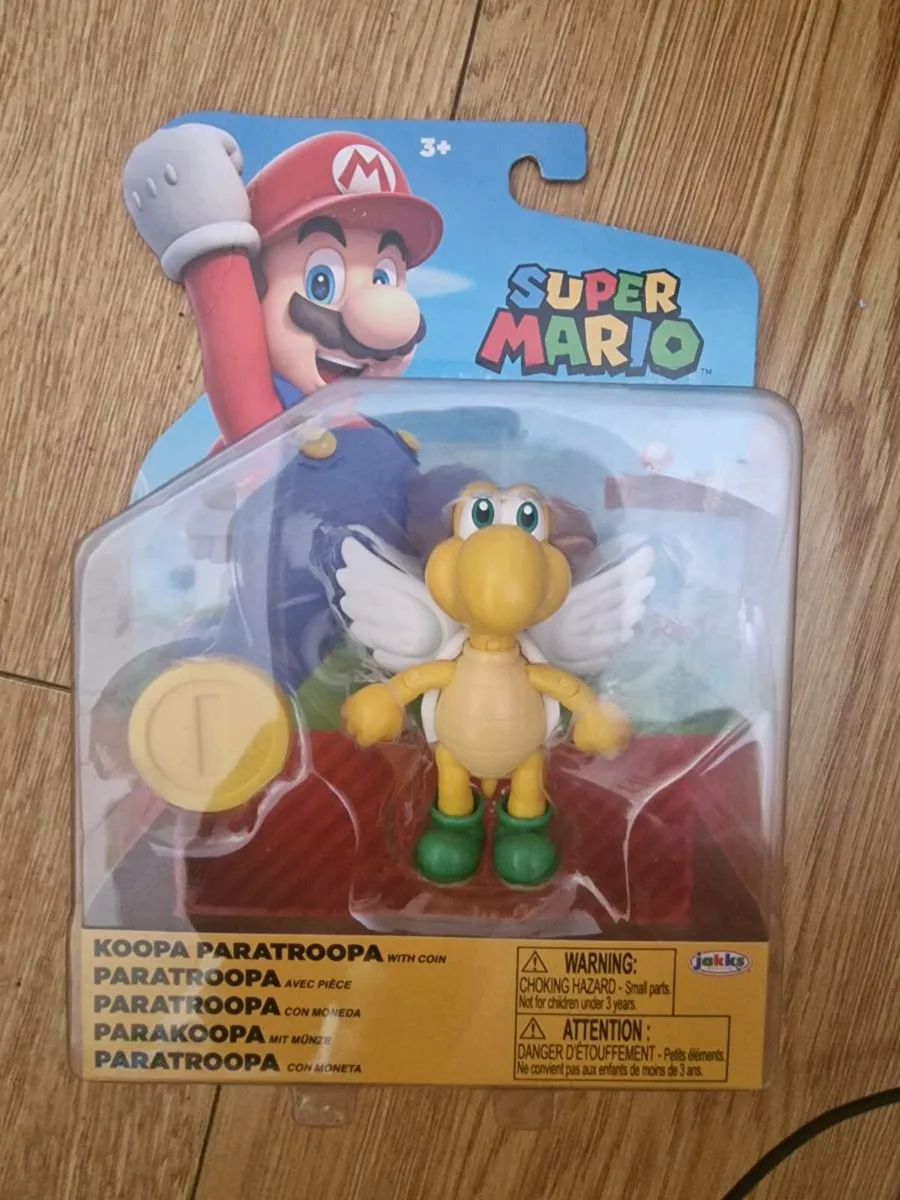 M
3+
SUPER
MARIO™
KOOPA PARATROOPA WITH COIN
PARATROOPA AVEC PIÈCE
PARATROOPA CON MONEDA
PARAKOOPA MIT MÜNZE
PARATROOPA CON MONETA
WARNING:
CHOKING HAZARD - Small parts.
Not for children under 3 years.
ATTENTION :
DANGER D'ÉTOUFFEMENT - Petits éléments.
Ne convient pas aux enfants de moins de 3 ans.
jakks